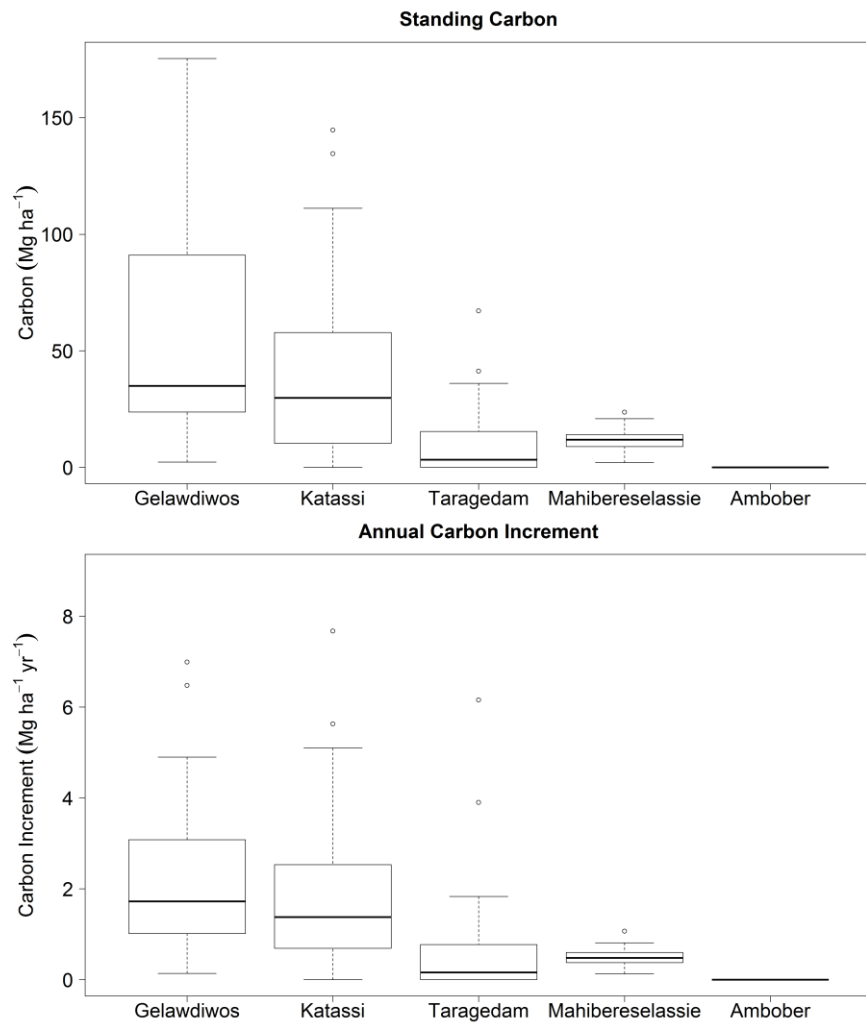 Standing Carbon
Carbon (Mg ha⁻¹)
150
100
50
0
Gelawdiwos Katassi Taragedam Mahibereselassie Ambober
Annual Carbon Increment
Carbon Increment (Mg ha⁻¹ yr⁻¹)
8
6
4
2
0
Gelawdiwos Katassi Taragedam Mahibereselassie Ambober